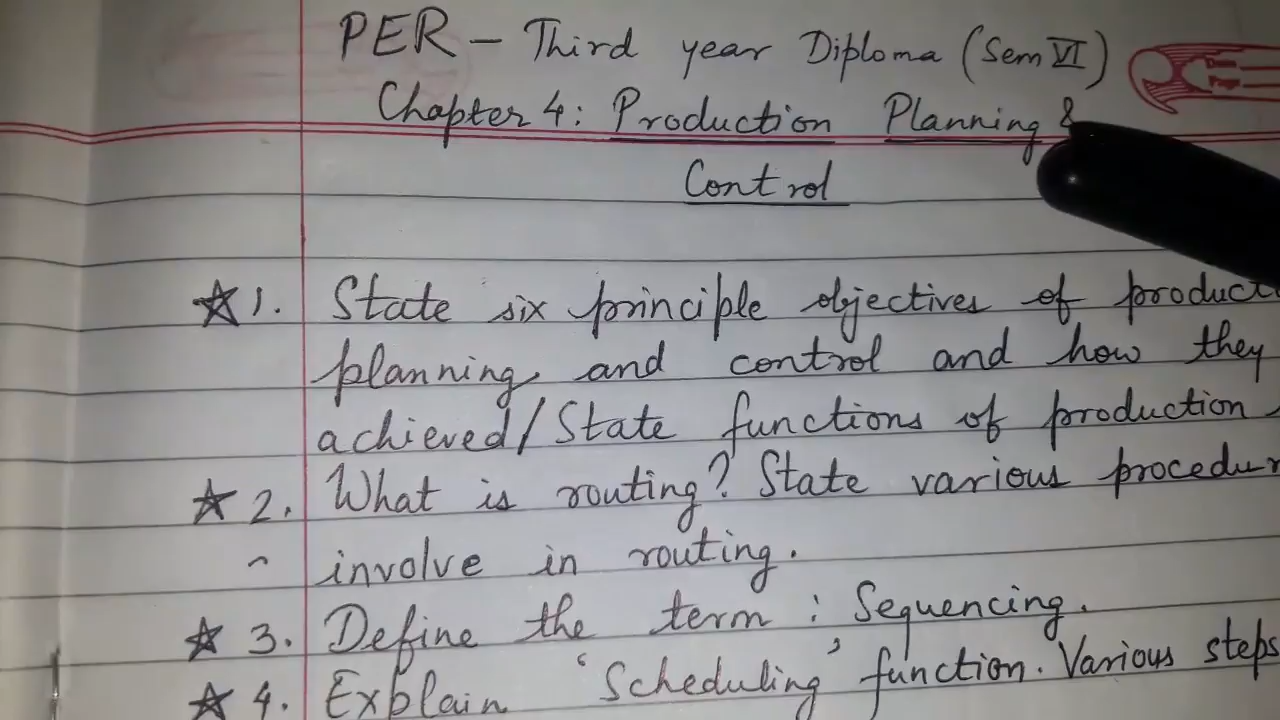 PER - Third year Diploma (Sem VI)
Chapter 4: Production Planning &
Control
☆ 1. State six principle objectives of product
planning and control and how they
achieved/State functions of production
☆ 2. What is routing? State various procedur
involve in routing.
☆ 3. Define the term : Sequencing.
☆ 4. Explain 'Scheduling' function. Various steps